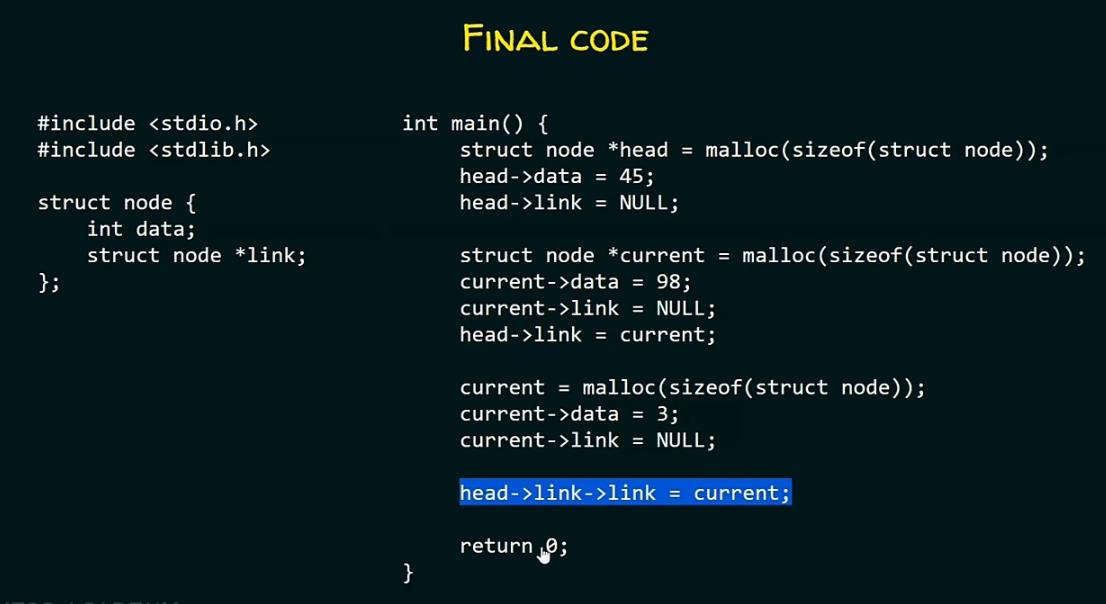 FINAL CODE
#include <stdio.h>
#include <stdlib.h>
struct node {
int data;
struct node *link;
};
int main() {
struct node *head = malloc(sizeof(struct node));
head->data = 45;
head->link = NULL;
struct node *current = malloc(sizeof(struct node));
current->data = 98;
current->link = NULL;
head->link = current;
current = malloc(sizeof(struct node));
current->data = 3;
current->link = NULL;
head->link->link = current;
return 0;
}